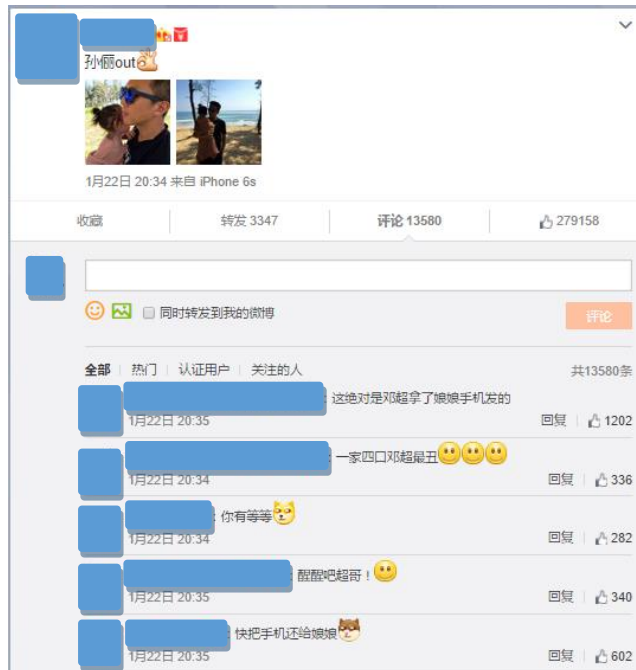 孙俪out
1月22日 20:34 来自 iPhone 6s
收藏 转发 3347 评论 13580 279158
同时转发到我的微博 评论
全部 热门 认证用户 关注的人 共13580条
: 这绝对是邓超拿了娘娘手机发的
1月22日 20:35 回复 1202
: 一家四口邓超最丑
1月22日 20:34 回复 336
: 你有等等
1月22日 20:34 回复 282
: 醒醒吧超哥!
1月22日 20:35 回复 340
: 快把手机还给娘娘
1月22日 20:35 回复 602